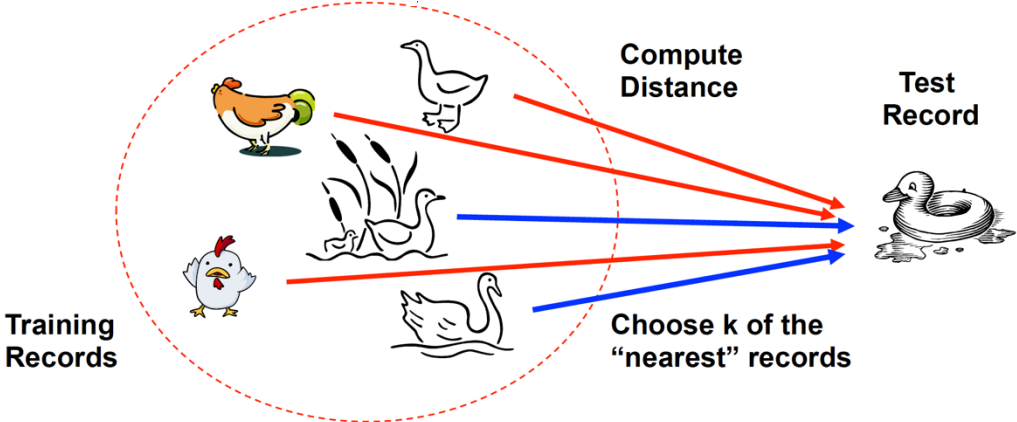 Compute
Distance
Test
Record
Training
Records
Choose k of the
“nearest” records